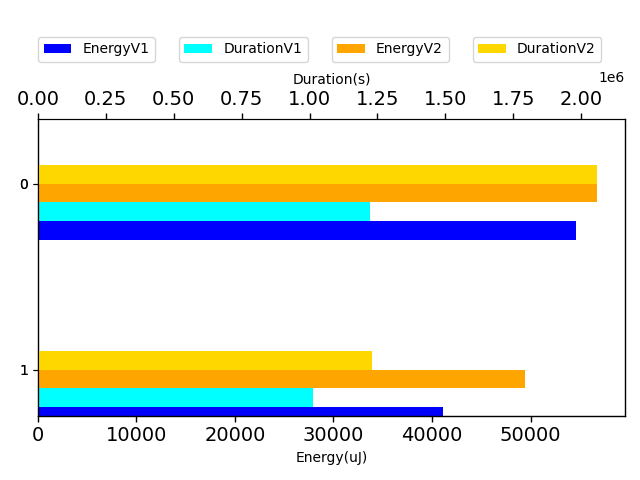 EnergyV1 DurationV1 EnergyV2 DurationV2
Duration(s)
1e6
0.00 0.25 0.50 0.75 1.00 1.25 1.50 1.75 2.00
0
1
0 10000 20000 30000 40000 50000
Energy(uJ)